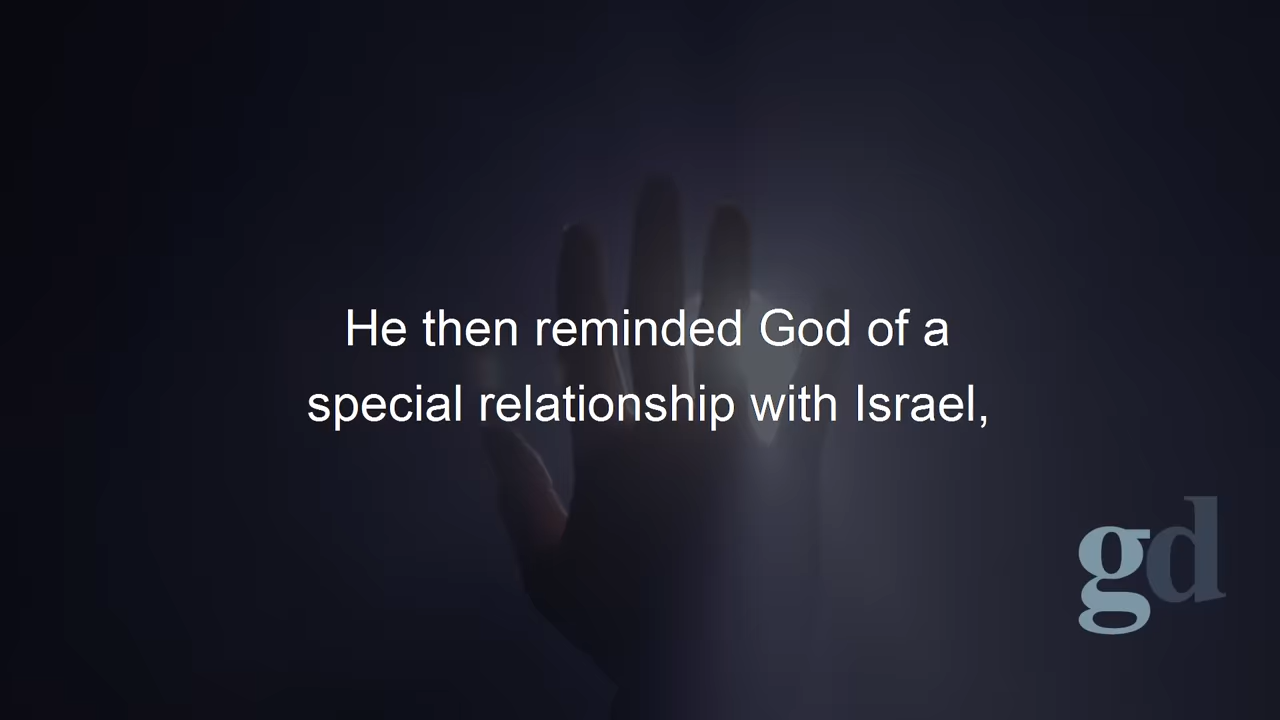 He then reminded God of a
special relationship with Israel,
gd